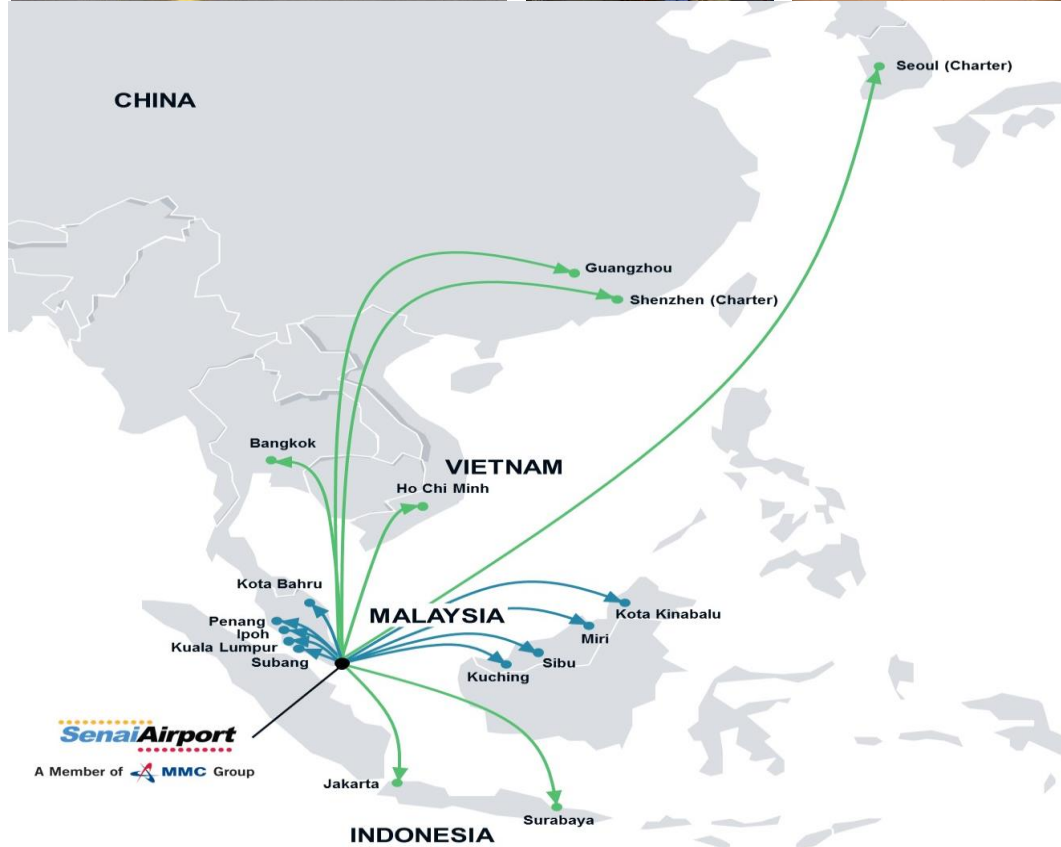 Seoul (Charter)
CHINA
Guangzhou
Shenzhen (Charter)
Bangkok
VIETNAM
Ho Chi Minh
Kota Bahru
MALAYSIA
Kota Kinabalu
Penang
Ipoh
Miri
Kuala Lumpur
Subang
Sibu
Kuching
SenaiAirport
A Member of MMC Group
Jakarta
Surabaya
INDONESIA